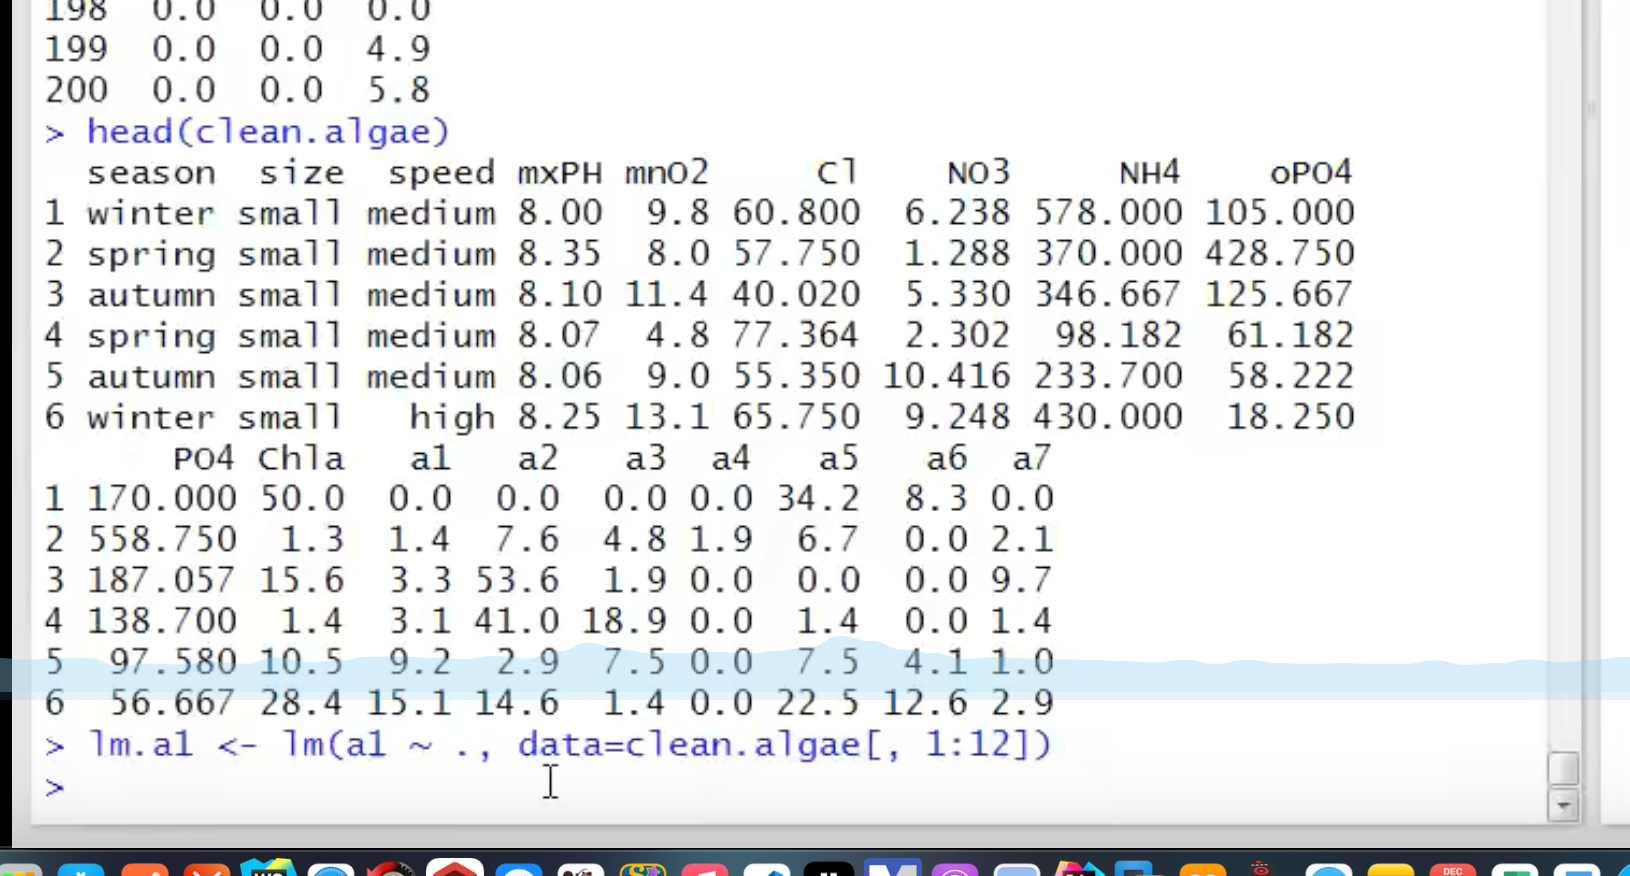 198  0.0  0.0  0.0
199  0.0  0.0  4.9
200  0.0  0.0  5.8
> head(clean.algae)
  season  size  speed mxPH mnO2     Cl    NO3     NH4    oPO4
1 winter small medium 8.00  9.8 60.800  6.238 578.000 105.000
2 spring small medium 8.35  8.0 57.750  1.288 370.000 428.750
3 autumn small medium 8.10 11.4 40.020  5.330 346.667 125.667
4 spring small medium 8.07  4.8 77.364  2.302  98.182  61.182
5 autumn small medium 8.06  9.0 55.350 10.416 233.700  58.222
6 winter small   high 8.25 13.1 65.750  9.248 430.000  18.250
      PO4 Chla   a1   a2   a3  a4   a5   a6  a7
1 170.000 50.0  0.0  0.0  0.0 0.0 34.2  8.3 0.0
2 558.750  1.3  1.4  7.6  4.8 1.9  6.7  0.0 2.1
3 187.057 15.6  3.3 53.6  1.9 0.0  0.0  0.0 9.7
4 138.700  1.4  3.1 41.0 18.9 0.0  1.4  0.0 1.4
5  97.580 10.5  9.2  2.9  7.5 0.0  7.5  4.1 1.0
6  56.667 28.4 15.1 14.6  1.4 0.0 22.5 12.6 2.9
> lm.a1 <- lm(a1 ~ ., data=clean.algae[, 1:12])
>
DEC